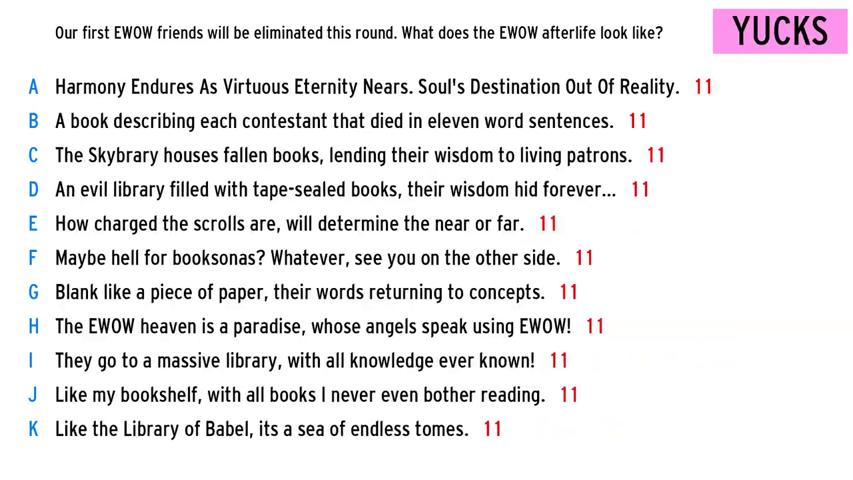 Our first EWOW friends will be eliminated this round. What does the EWOW afterlife look like?
YUCKS
A Harmony Endures As Virtuous Eternity Nears. Soul's Destination Out Of Reality. 11
B A book describing each contestant that died in eleven word sentences. 11
C The Skybrary houses fallen books, lending their wisdom to living patrons. 11
D An evil library filled with tape-sealed books, their wisdom hid forever... 11
E How charged the scrolls are, will determine the near or far. 11
F Maybe hell for booksonas? Whatever, see you on the other side. 11
G Blank like a piece of paper, their words returning to concepts. 11
H The EWOW heaven is a paradise, whose angels speak using EWOW! 11
I They go to a massive library, with all knowledge ever known! 11
J Like my bookshelf, with all books I never even bother reading. 11
K Like the Library of Babel, its a sea of endless tomes. 11